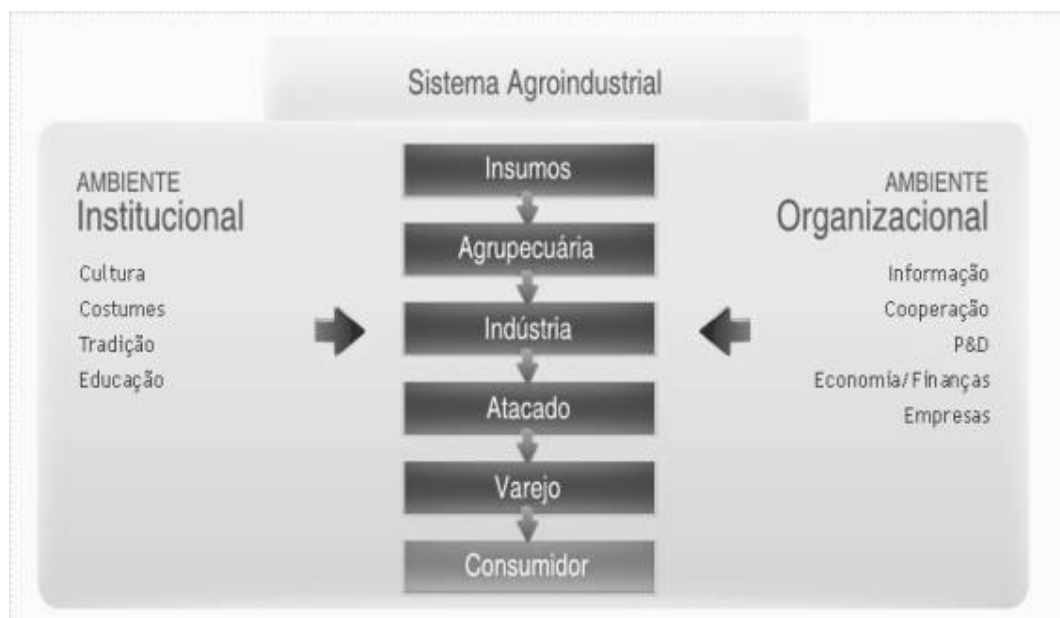 Sistema Agroindustrial
AMBIENTE
Institucional
Cultura
Costumes
Tradição
Educação
Insumos
Agrupecuária
Indústria
Atacado
Varejo
Consumidor
AMBIENTE
Organizacional
Informação
Cooperação
P&D
Economia/Finanças
Empresas